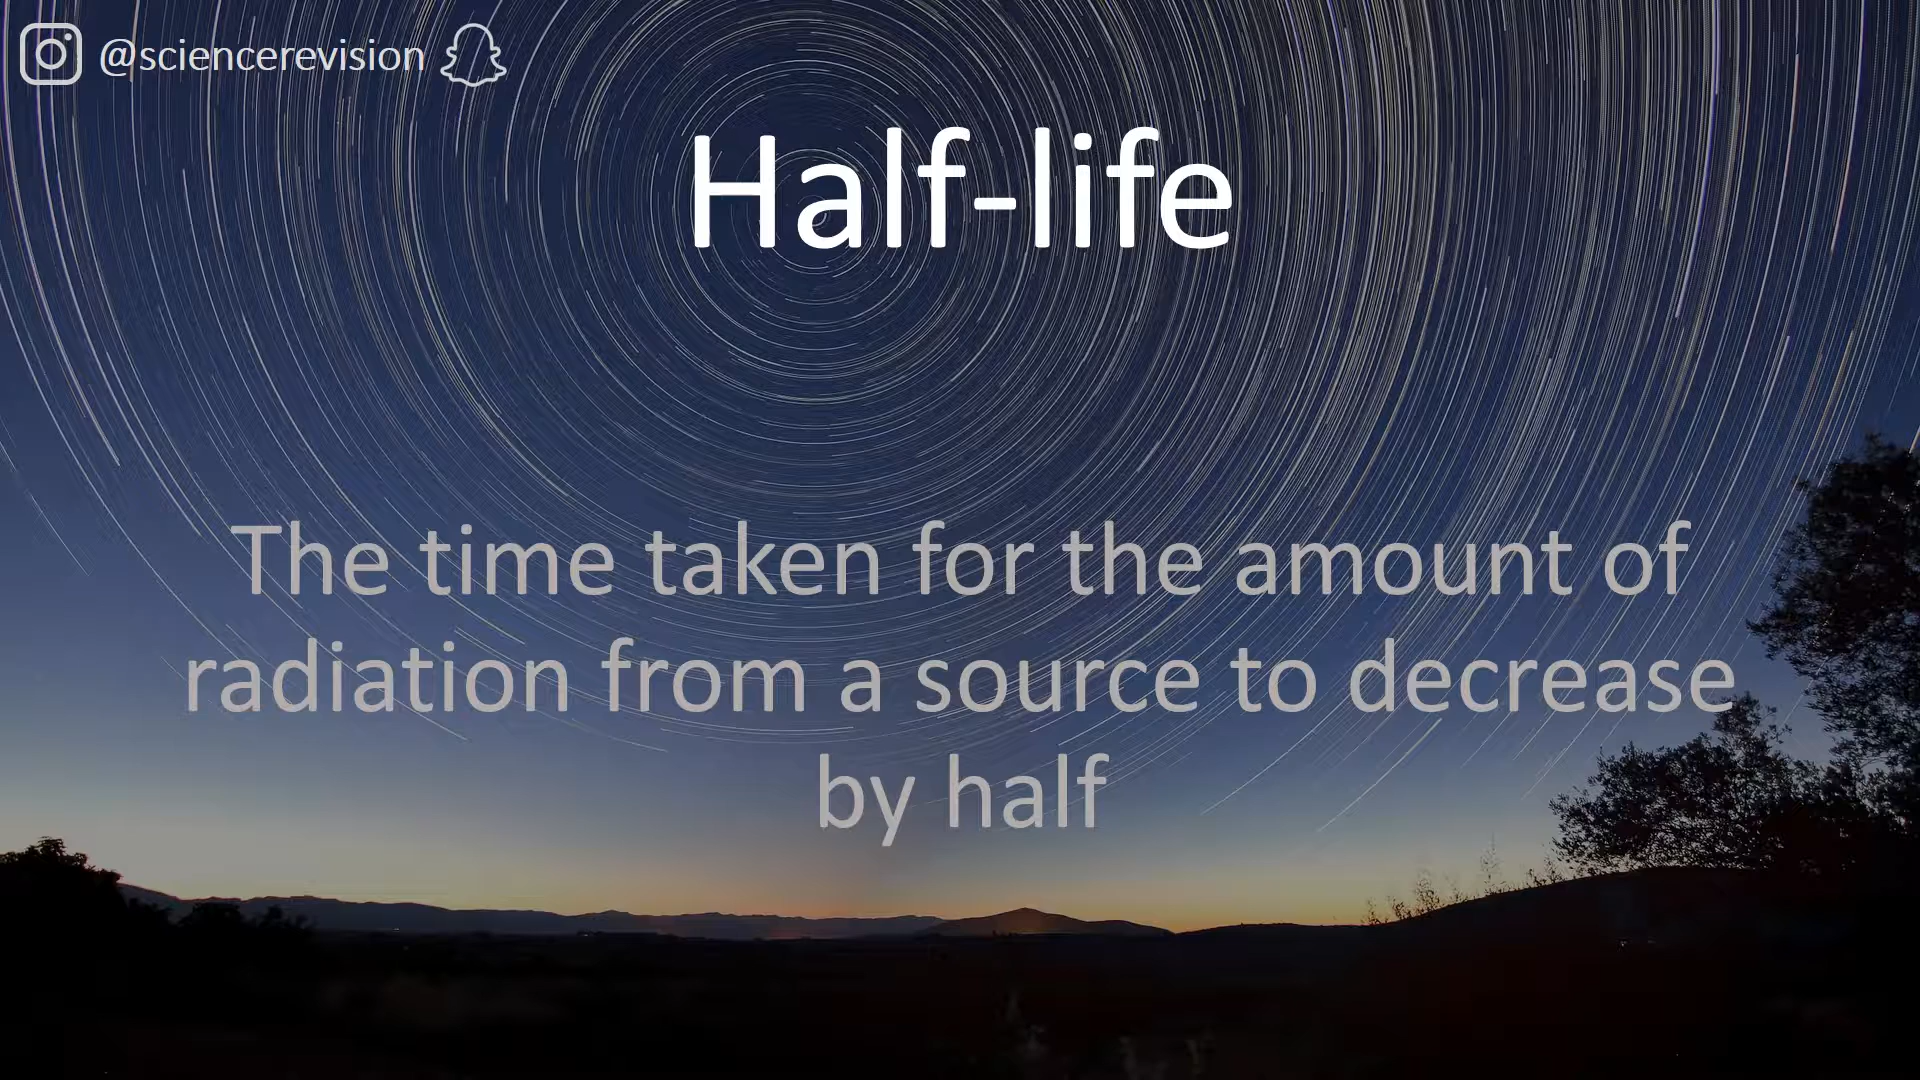 @sciencerevision
Half-life
The time taken for the amount of
radiation from a source to decrease
by half